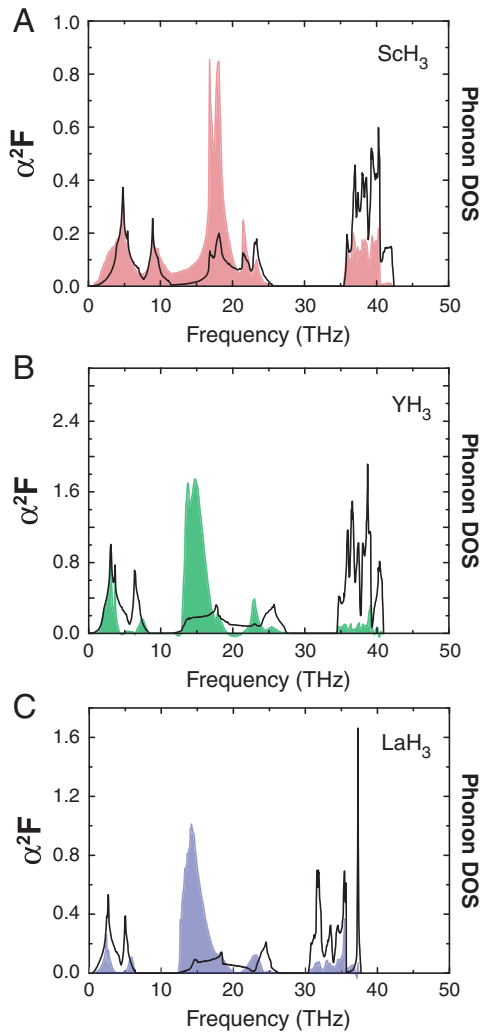 A
ScH3
α²F
Phonon DOS
1.0
0.8
0.6
0.4
0.2
0.0
0 10 20 30 40 50
Frequency (THz)
B
YH3
α²F
Phonon DOS
2.4
1.6
0.8
0.0
0 10 20 30 40 50
Frequency (THz)
C
LaH3
α²F
Phonon DOS
1.6
1.2
0.8
0.4
0.0
0 10 20 30 40 50
Frequency (THz)